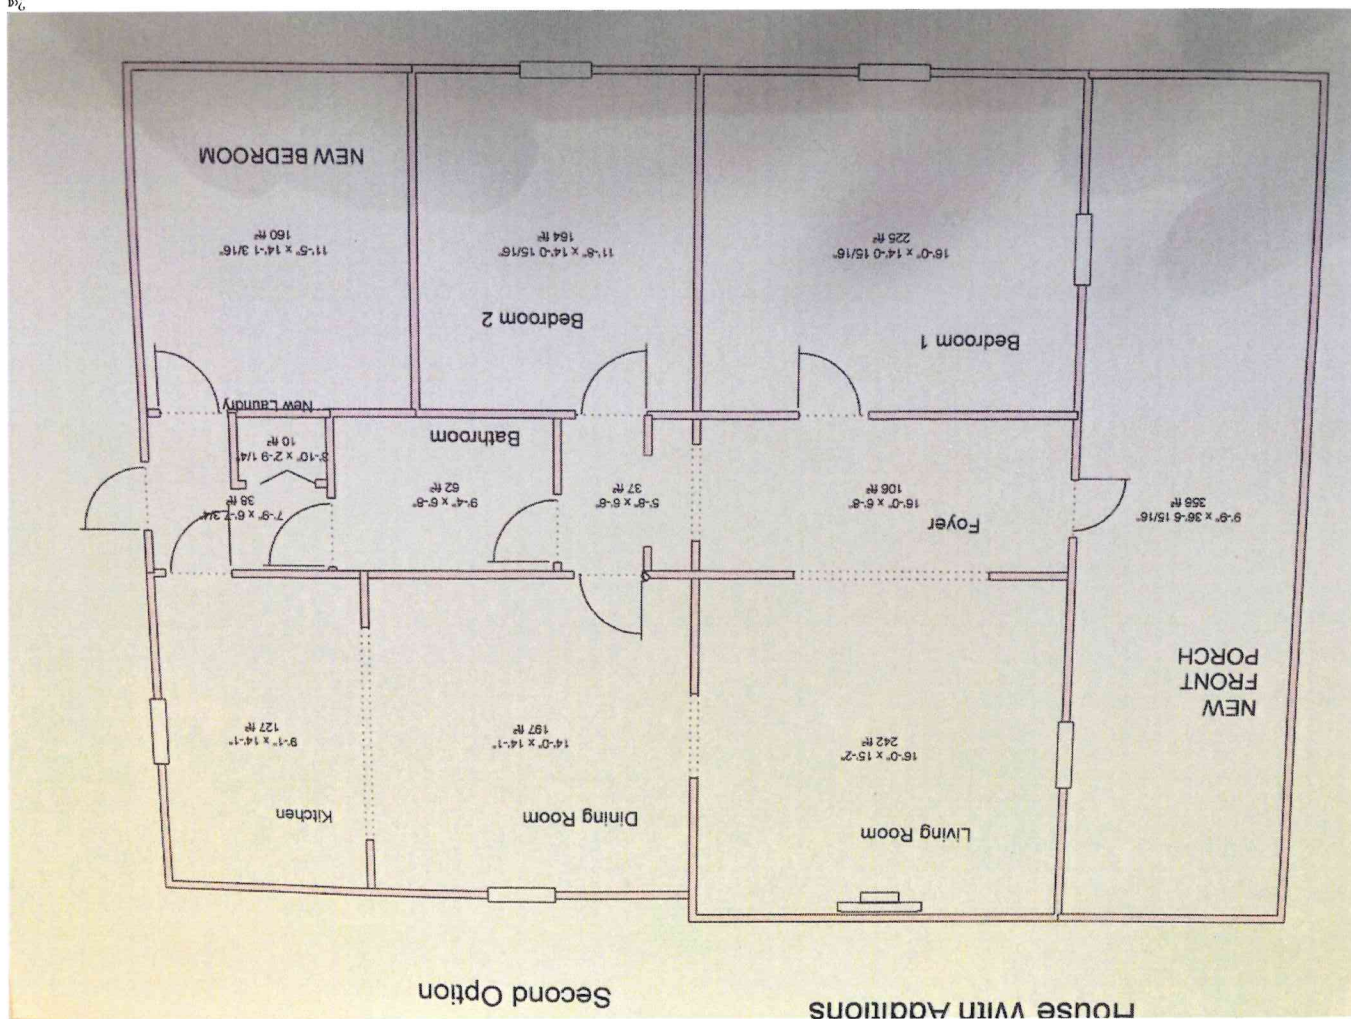 House With Additions
Second Option
Living Room
16'-0" x 15'-2"
242 ft²
Dining Room
14'-0" x 14'-1"
197 ft²
Kitchen
9'-1" x 14'-1"
127 ft²
NEW
FRONT
PORCH
9'-9" x 36'-6 15/16"
356 ft²
Foyer
16'-0" x 6'-8"
106 ft²
5'-8" x 6'-8"
37 ft²
9'-4" x 6'-8"
62 ft²
Bathroom
7'-9" x 6'-7 3/4"
38 ft²
3'-10" x 2'-9 1/4"
10 ft²
New Laundry
Bedroom 1
16'-0" x 14'-0 15/16"
225 ft²
Bedroom 2
11'-8" x 14'-0 15/16"
164 ft²
11'-5" x 14'-1 3/16"
160 ft²
NEW BEDROOM